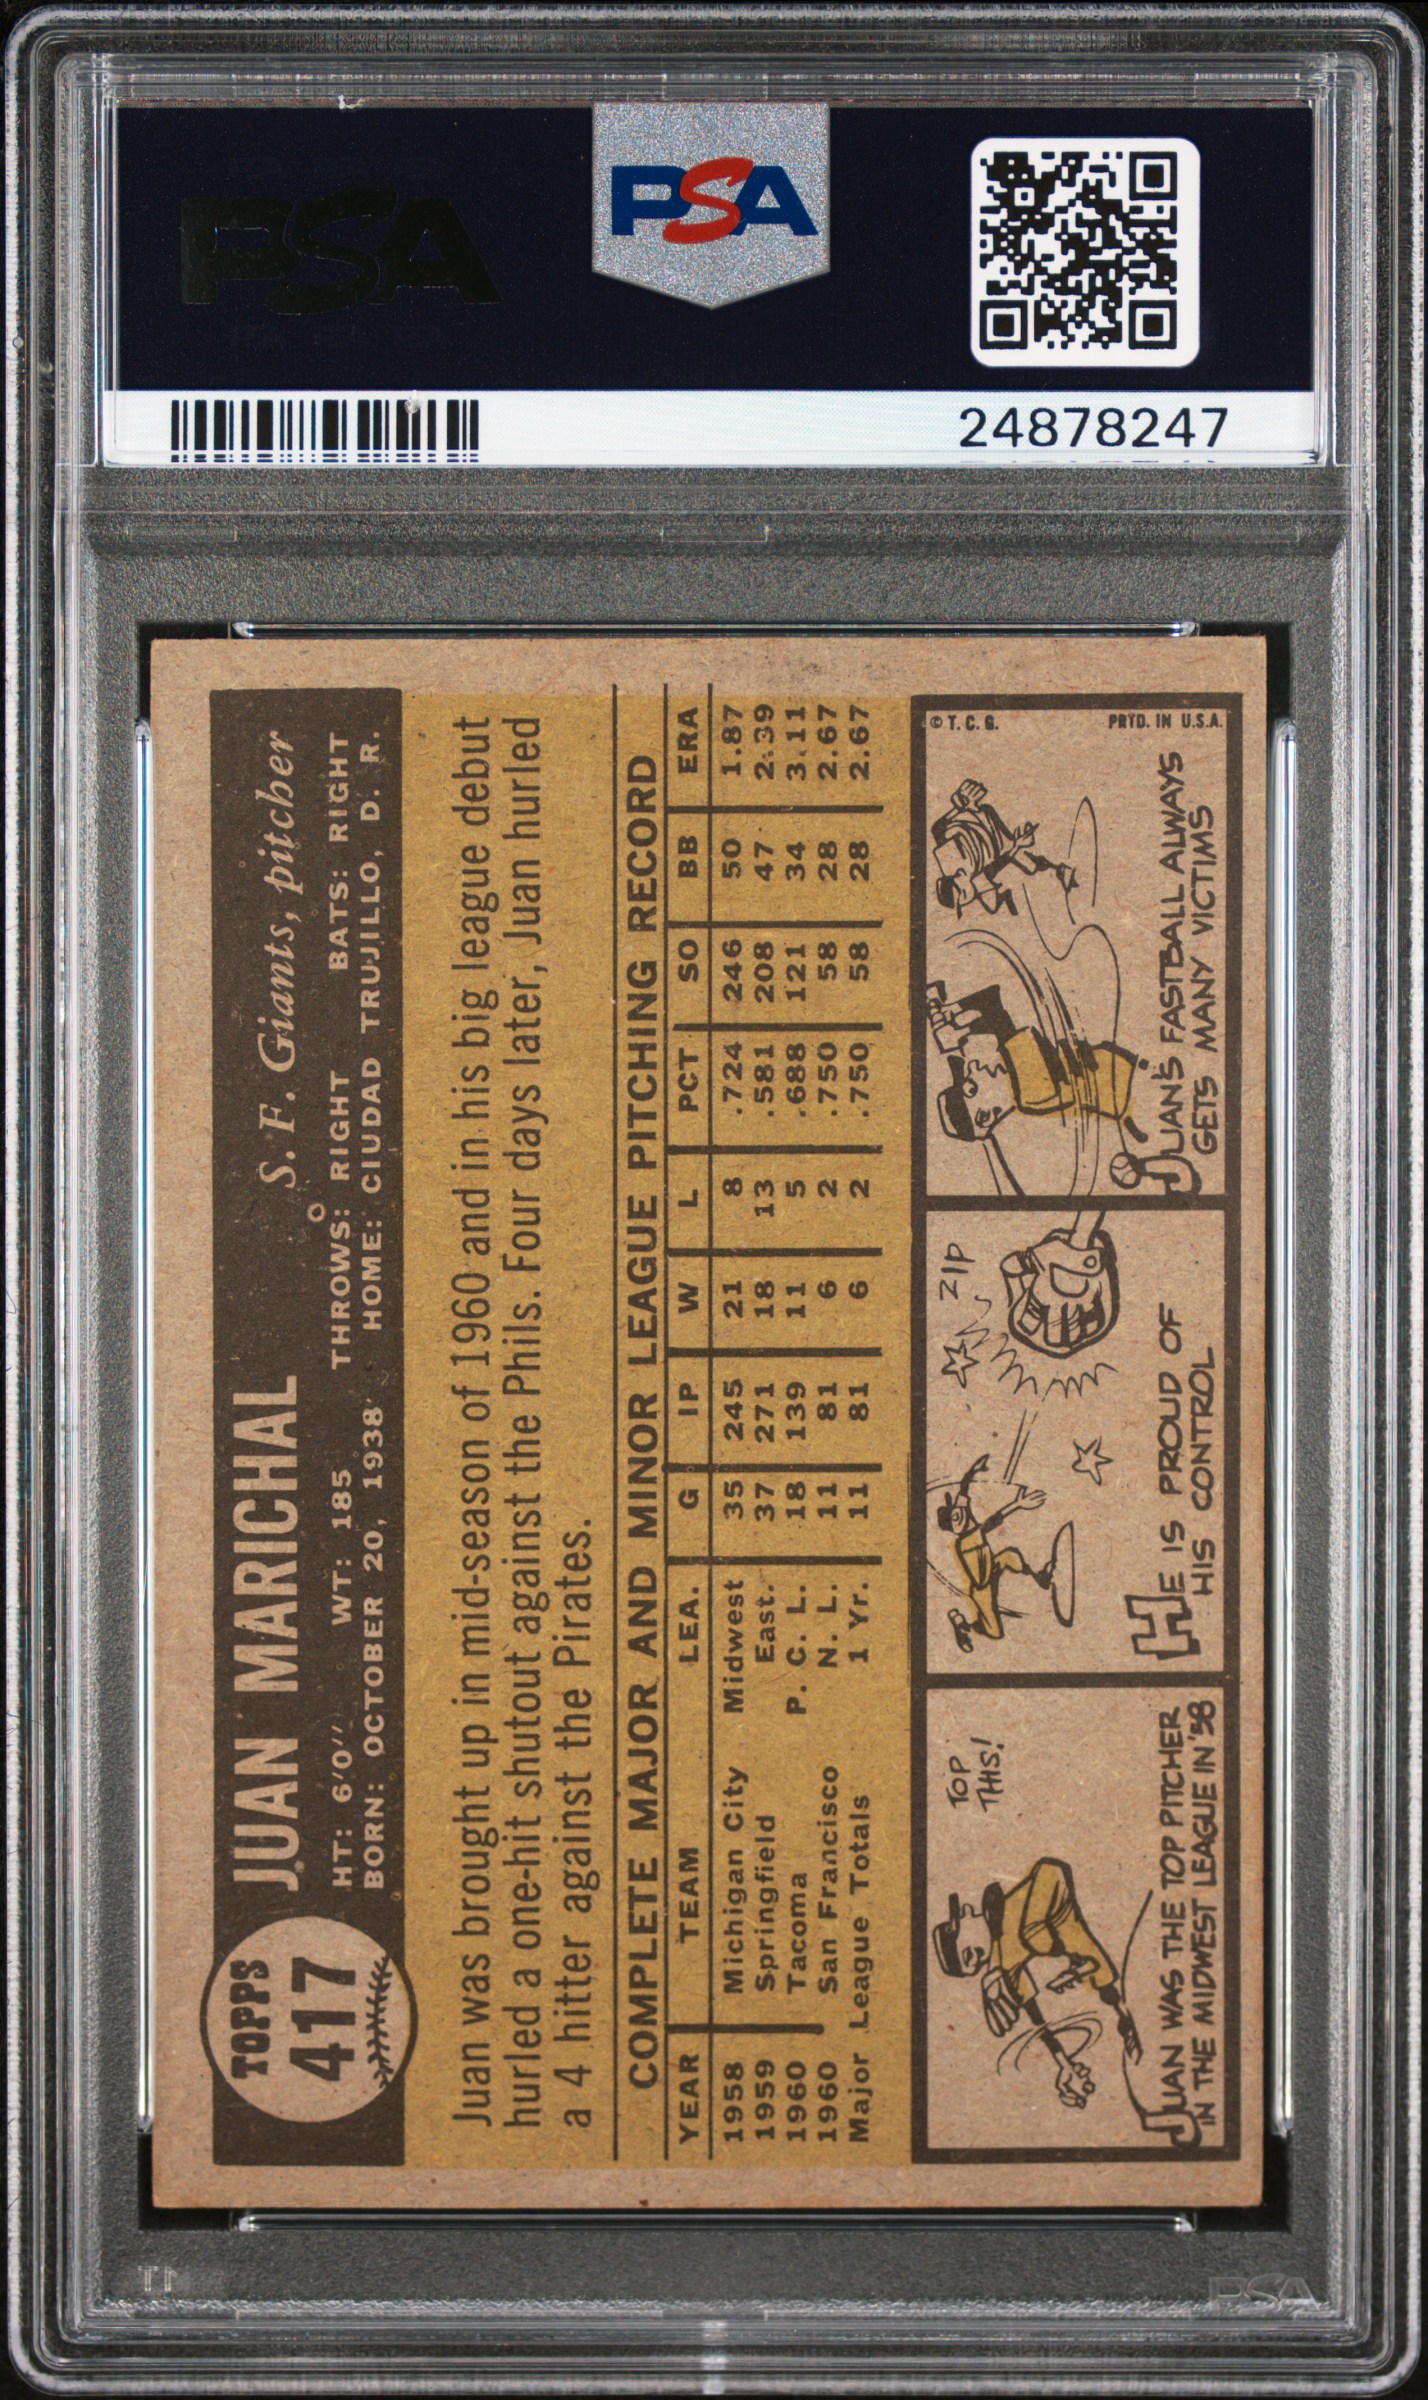 PSA
PSA
24878247
TOPPS
417
JUAN MARICHAL S. F. Giants, pitcher
HT: 6'0" WT: 185 THROWS: RIGHT BATS: RIGHT
BORN: OCTOBER 20, 1938 HOME: CIUDAD TRUJILLO, D. R.
Juan was brought up in mid-season of 1960 and in his big league debut
hurled a one-hit shutout against the Phils. Four days later, Juan hurled
a 4 hitter against the Pirates.
COMPLETE MAJOR AND MINOR LEAGUE PITCHING RECORD
YEAR TEAM LEA. G IP W L PCT SO BB ERA
1958 Michigan City Midwest 35 245 21 8 .724 246 50 1.87
1959 Springfield East. 37 271 18 13 .581 208 47 2.39
1960 Tacoma P. C. L. 18 139 11 5 .688 121 34 3.11
1960 San Francisco N. L. 11 81 6 2 .750 58 28 2.67
Major League Totals 1 Yr. 11 81 6 2 .750 58 28 2.67
TOP
THIS!
JUAN WAS THE TOP PITCHER
IN THE MIDWEST LEAGUE IN '58
ZIP
HE IS PROUD OF
HIS CONTROL
© T. C. G. PRTD. IN U.S.A.
JUAN'S FASTBALL ALWAYS
GETS MANY VICTIMS
PSA